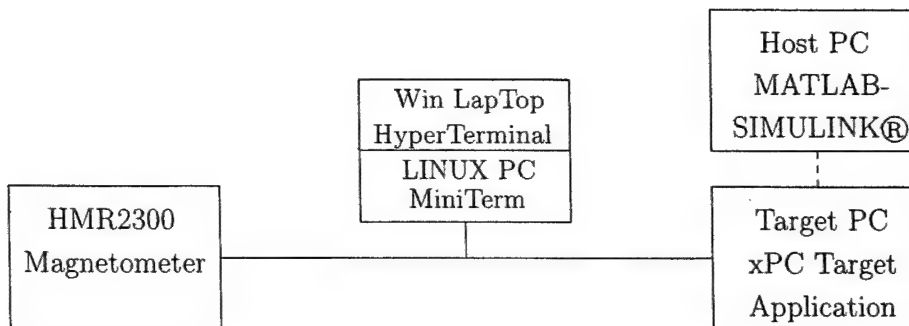 Host PC
MATLAB-
SIMULINK®
Win LapTop
HyperTerminal
LINUX PC
MiniTerm
HMR2300
Magnetometer
Target PC
xPC Target
Application